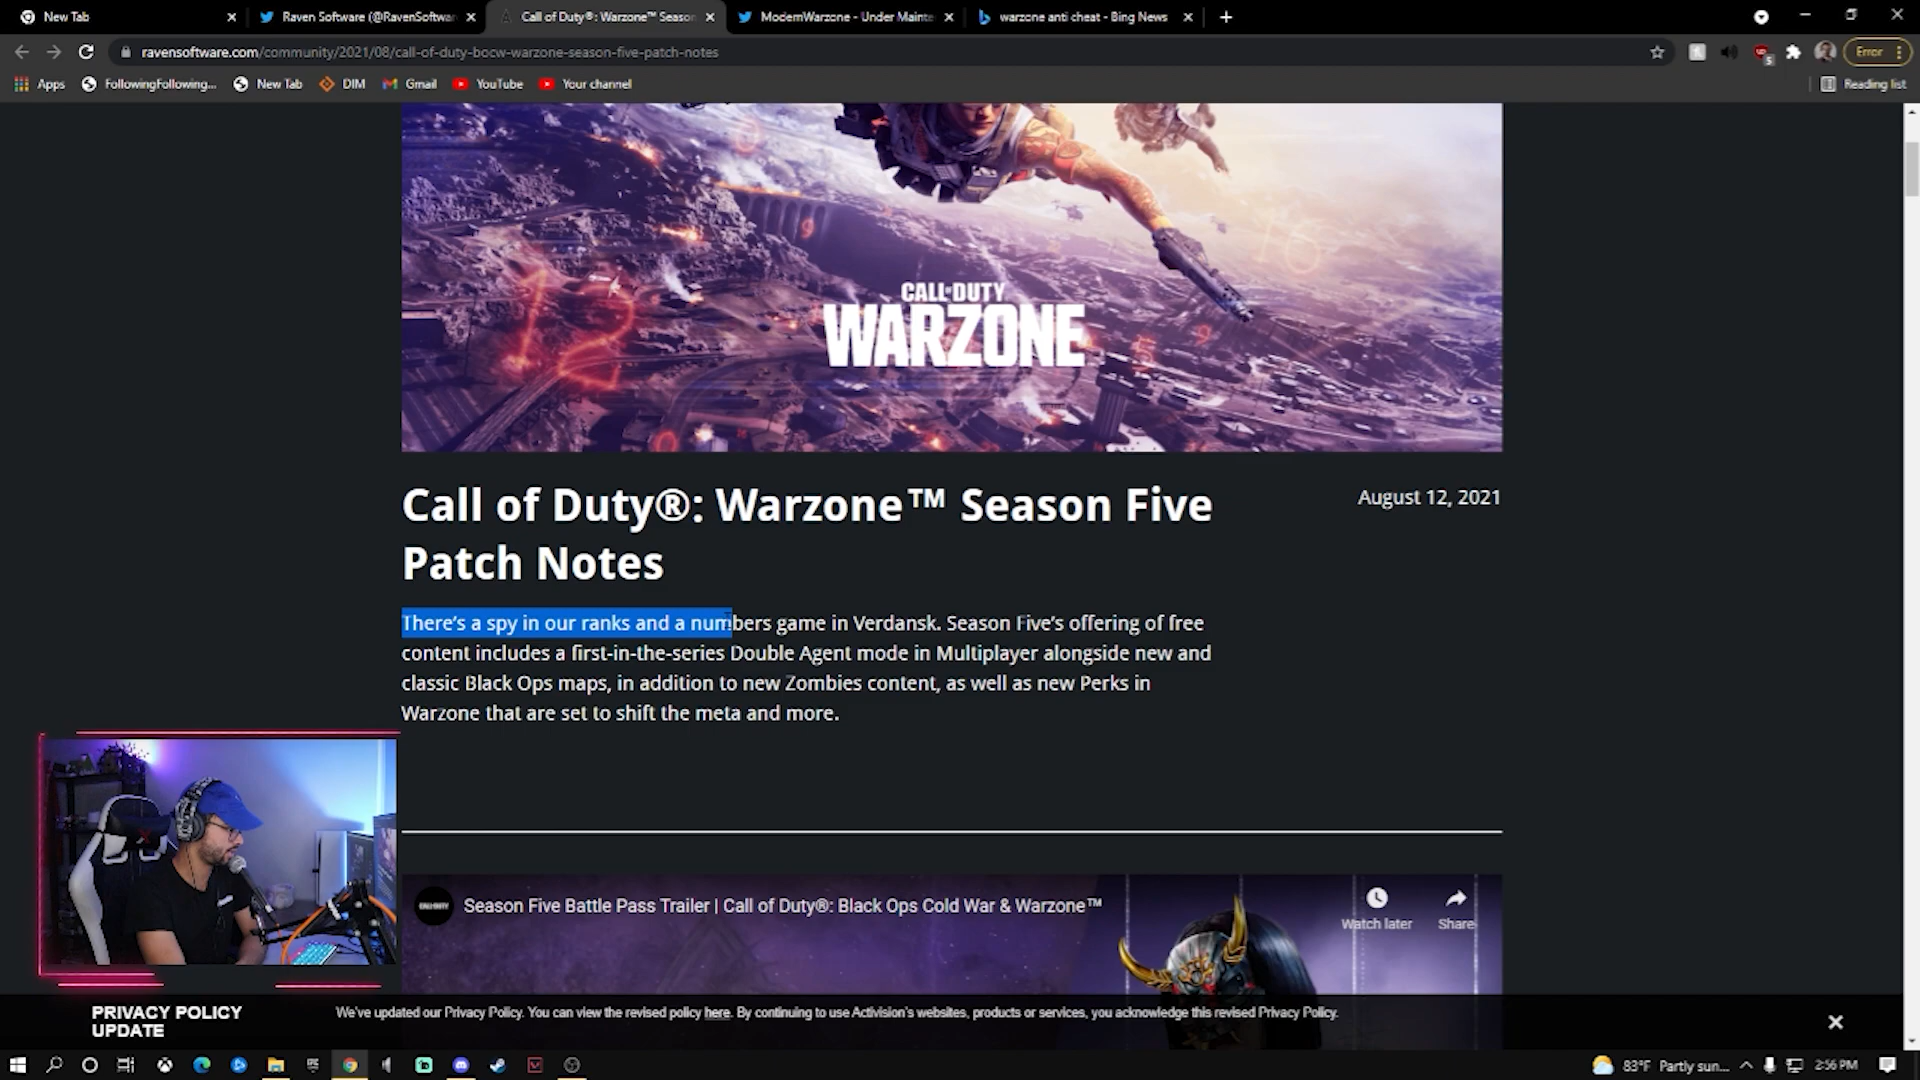 New Tab
Raven Software (@RavenSoftwar
Call of Duty®: Warzone™ Season
ModernWarzone - Under Mainte
warzone anti cheat - Bing News
ravensoftware.com/community/2021/08/call-of-duty-bocw-warzone-season-five-patch-notes
Error
Apps
FollowingFollowing...
New Tab
DIM
Gmail
YouTube
Your channel
Reading list
12
9
16
9
5
CALL OF DUTY
WARZONE
Call of Duty®: Warzone™ Season Five
Patch Notes
August 12, 2021
There's a spy in our ranks and a numbers game in Verdansk. Season Five's offering of free
content includes a first-in-the-series Double Agent mode in Multiplayer alongside new and
classic Black Ops maps, in addition to new Zombies content, as well as new Perks in
Warzone that are set to shift the meta and more.
CALL OF DUTY
Season Five Battle Pass Trailer | Call of Duty®: Black Ops Cold War & Warzone™
Watch later
Share
PRIVACY POLICY
UPDATE
We've updated our Privacy Policy. You can view the revised policy here. By continuing to use Activision's websites, products or services, you acknowledge this revised Privacy Policy.
83°F Partly sun...
2:56 PM